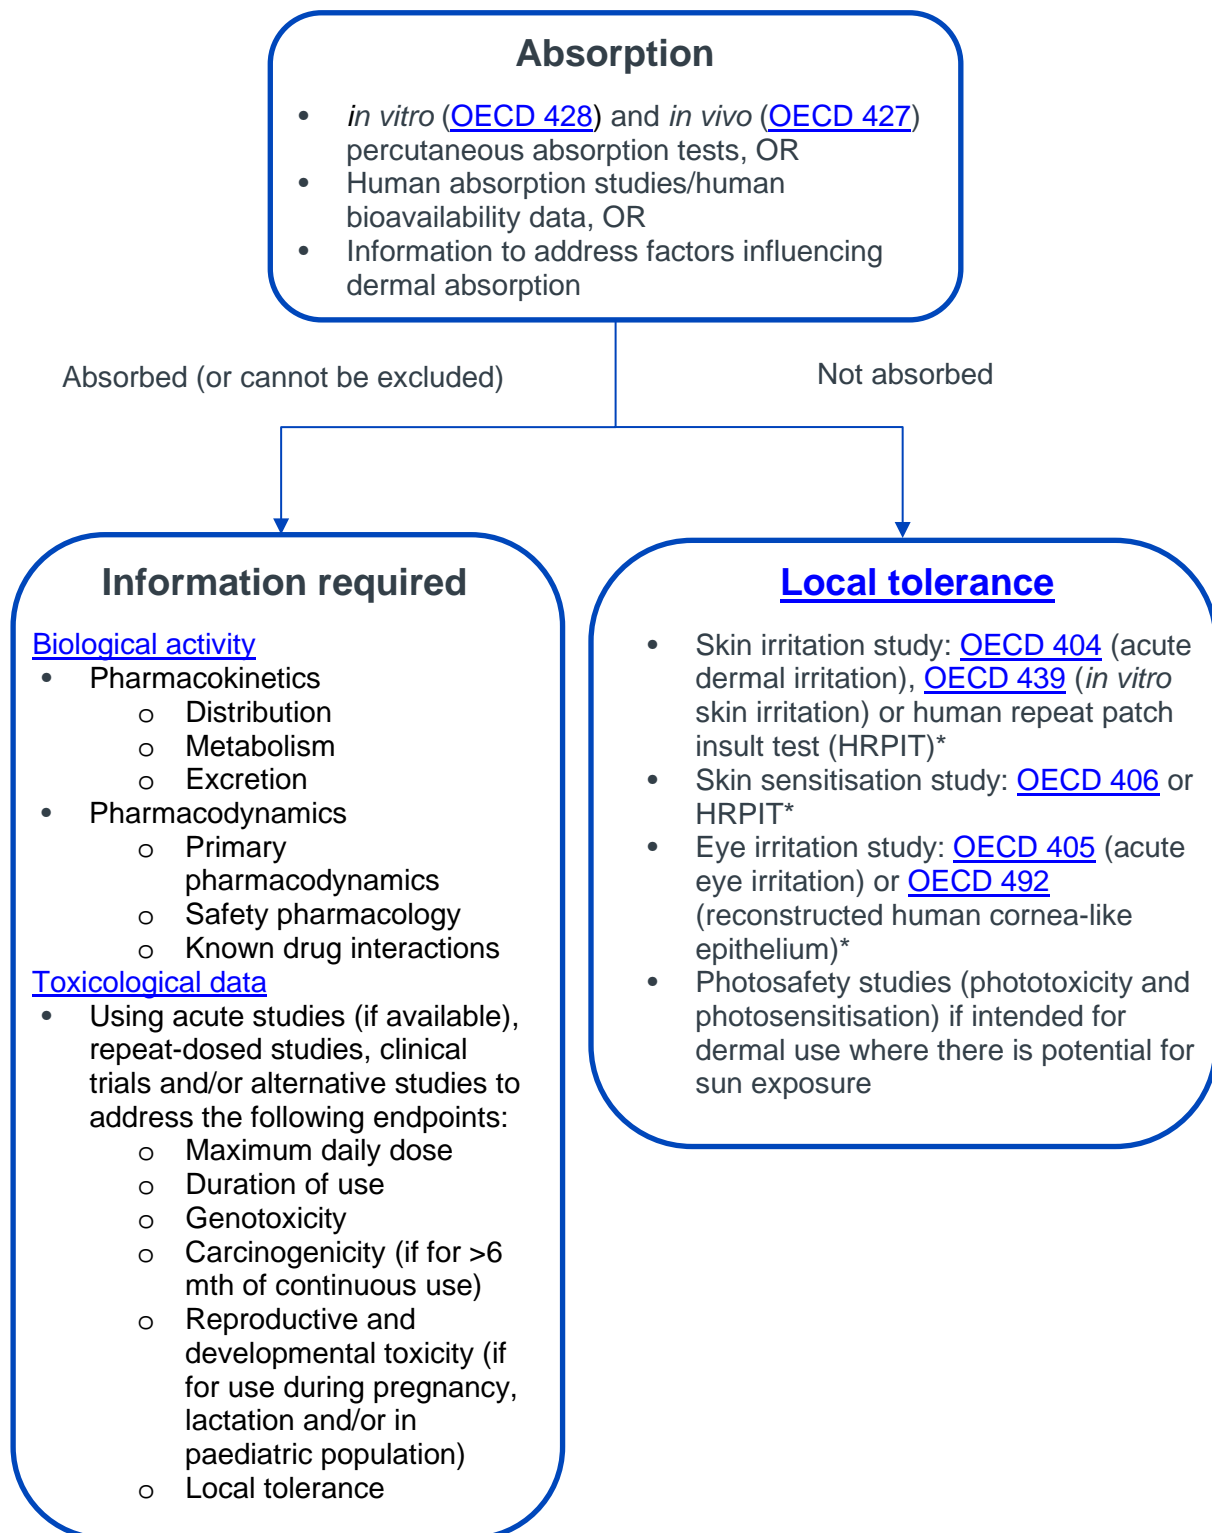 Absorption
• in vitro (OECD 428) and in vivo (OECD 427)
percutaneous absorption tests, OR
• Human absorption studies/human
bioavailability data, OR
• Information to address factors influencing
dermal absorption
Absorbed (or cannot be excluded)
Not absorbed
Information required
Biological activity
• Pharmacokinetics
o Distribution
o Metabolism
o Excretion
• Pharmacodynamics
o Primary
pharmacodynamics
o Safety pharmacology
o Known drug interactions
Toxicological data
• Using acute studies (if available),
repeat-dosed studies, clinical
trials and/or alternative studies to
address the following endpoints:
o Maximum daily dose
o Duration of use
o Genotoxicity
o Carcinogenicity (if for >6
mth of continuous use)
o Reproductive and
developmental toxicity (if
for use during pregnancy,
lactation and/or in
paediatric population)
o Local tolerance
Local tolerance
• Skin irritation study: OECD 404 (acute
dermal irritation), OECD 439 (in vitro
skin irritation) or human repeat patch
insult test (HRPIT)*
• Skin sensitisation study: OECD 406 or
HRPIT*
• Eye irritation study: OECD 405 (acute
eye irritation) or OECD 492
(reconstructed human cornea-like
epithelium)*
• Photosafety studies (phototoxicity and
photosensitisation) if intended for
dermal use where there is potential for
sun exposure